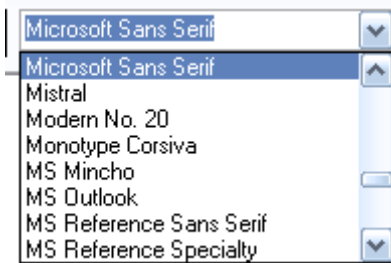 Microsoft Sans Serif
Microsoft Sans Serif
Mistral
Modern No. 20
Monotype Corsiva
MS Mincho
MS Outlook
MS Reference Sans Serif
MS Reference Specialty